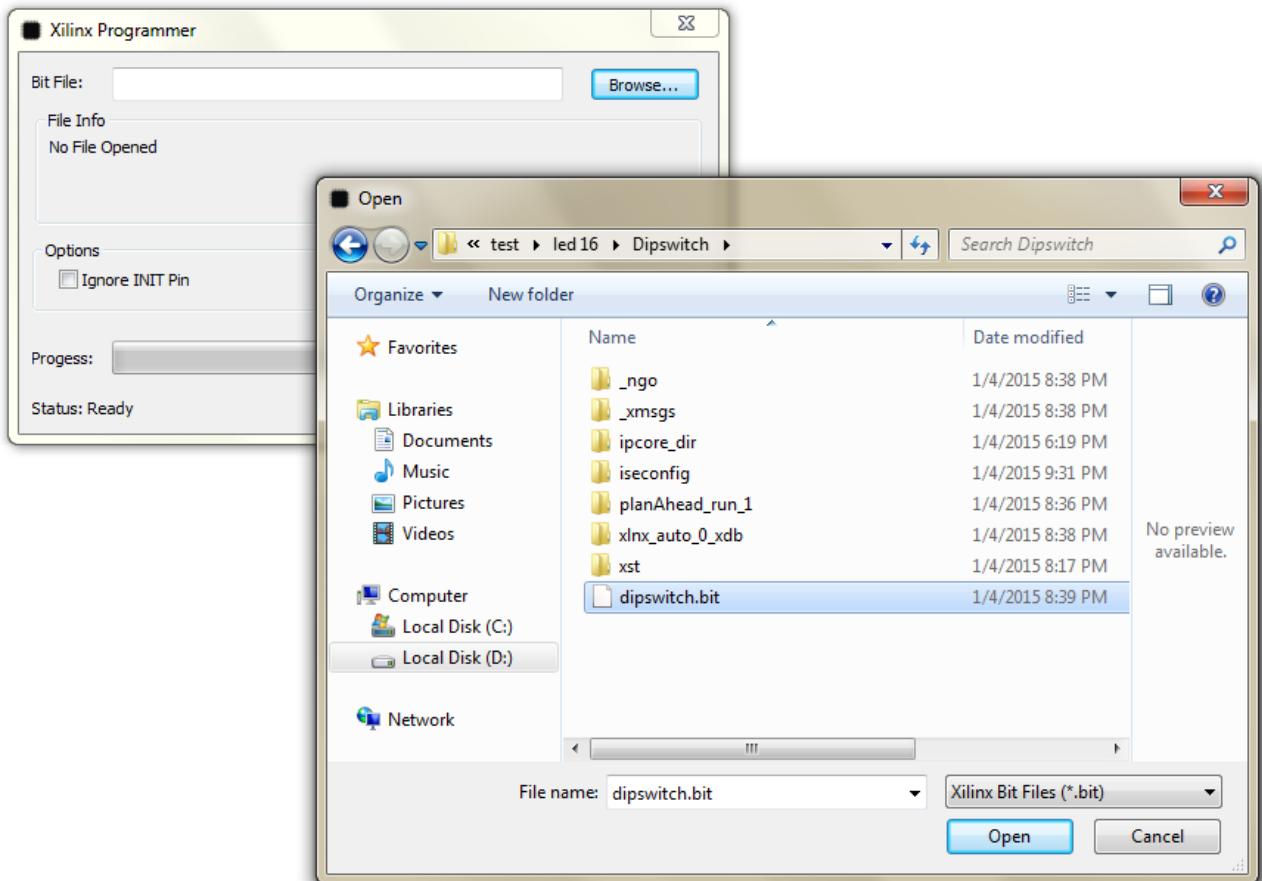 Xilinx Programmer
Bit File:
Browse...
File Info
No File Opened
Options
Ignore INIT Pin
Progess:
Status: Ready
Open
« test led 16 Dipswitch
Search Dipswitch
Organize New folder
Favorites
Libraries
Documents
Music
Pictures
Videos
Computer
Local Disk (C:)
Local Disk (D:)
Network
Name Date modified
_ngo 1/4/2015 8:38 PM
_xmsgs 1/4/2015 8:38 PM
ipcore_dir 1/4/2015 6:19 PM
iseconfig 1/4/2015 9:31 PM
planAhead_run_1 1/4/2015 8:36 PM
xlnx_auto_0_xdb 1/4/2015 8:38 PM
xst 1/4/2015 8:17 PM
dipswitch.bit 1/4/2015 8:39 PM
No preview
available.
File name: dipswitch.bit
Xilinx Bit Files (*.bit)
Open Cancel